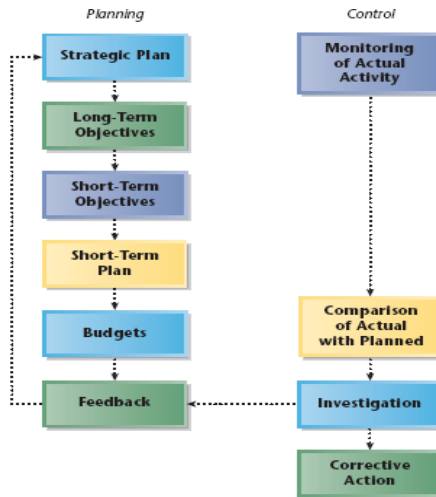 Planning
Control
Strategic Plan
Monitoring
of Actual
Activity
Long-Term
Objectives
Short-Term
Objectives
Short-Term
Plan
Budgets
Comparison
of Actual
with Planned
Feedback
Investigation
Corrective
Action